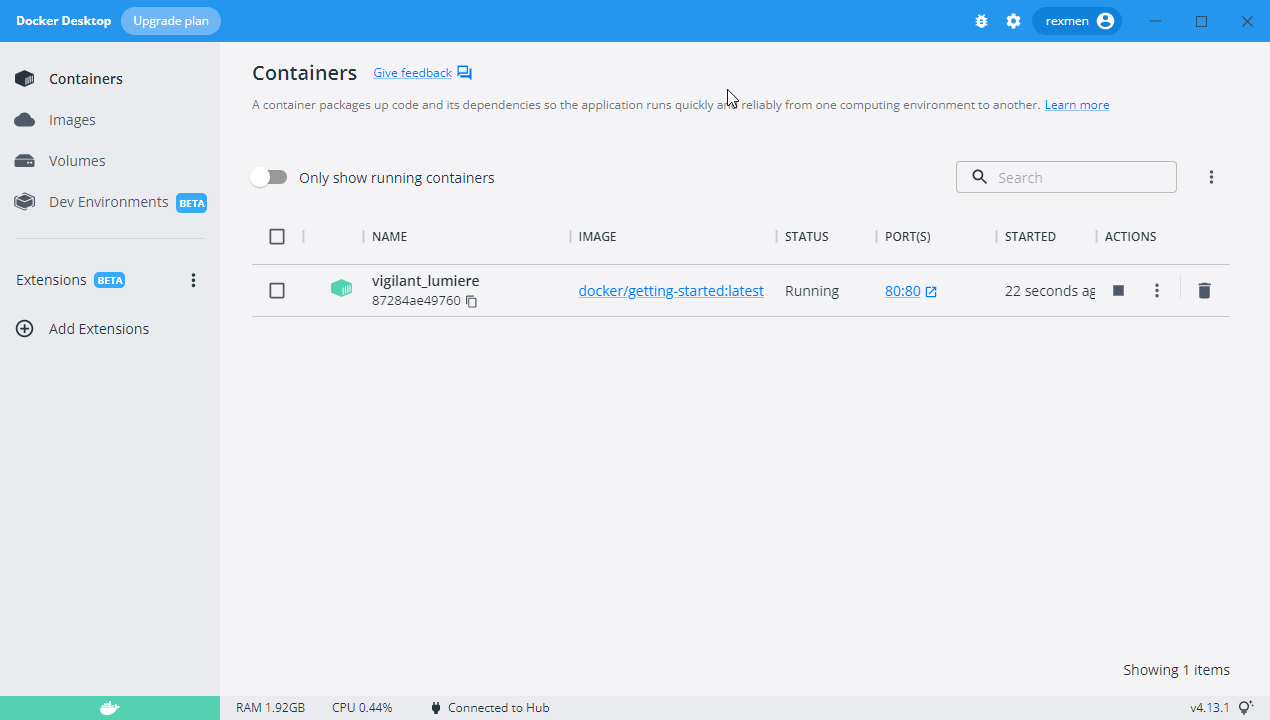 Docker Desktop Upgrade plan rexmen
Containers
Images
Volumes
Dev Environments BETA
Extensions BETA
Add Extensions
Containers Give feedback
A container packages up code and its dependencies so the application runs quickly and reliably from one computing environment to another. Learn more
Only show running containers Search
NAME IMAGE STATUS PORT(S) STARTED ACTIONS
vigilant_lumiere
87284ae49760
docker/getting-started:latest Running 80:80 22 seconds ag
Showing 1 items
RAM 1.92GB CPU 0.44% Connected to Hub v4.13.1